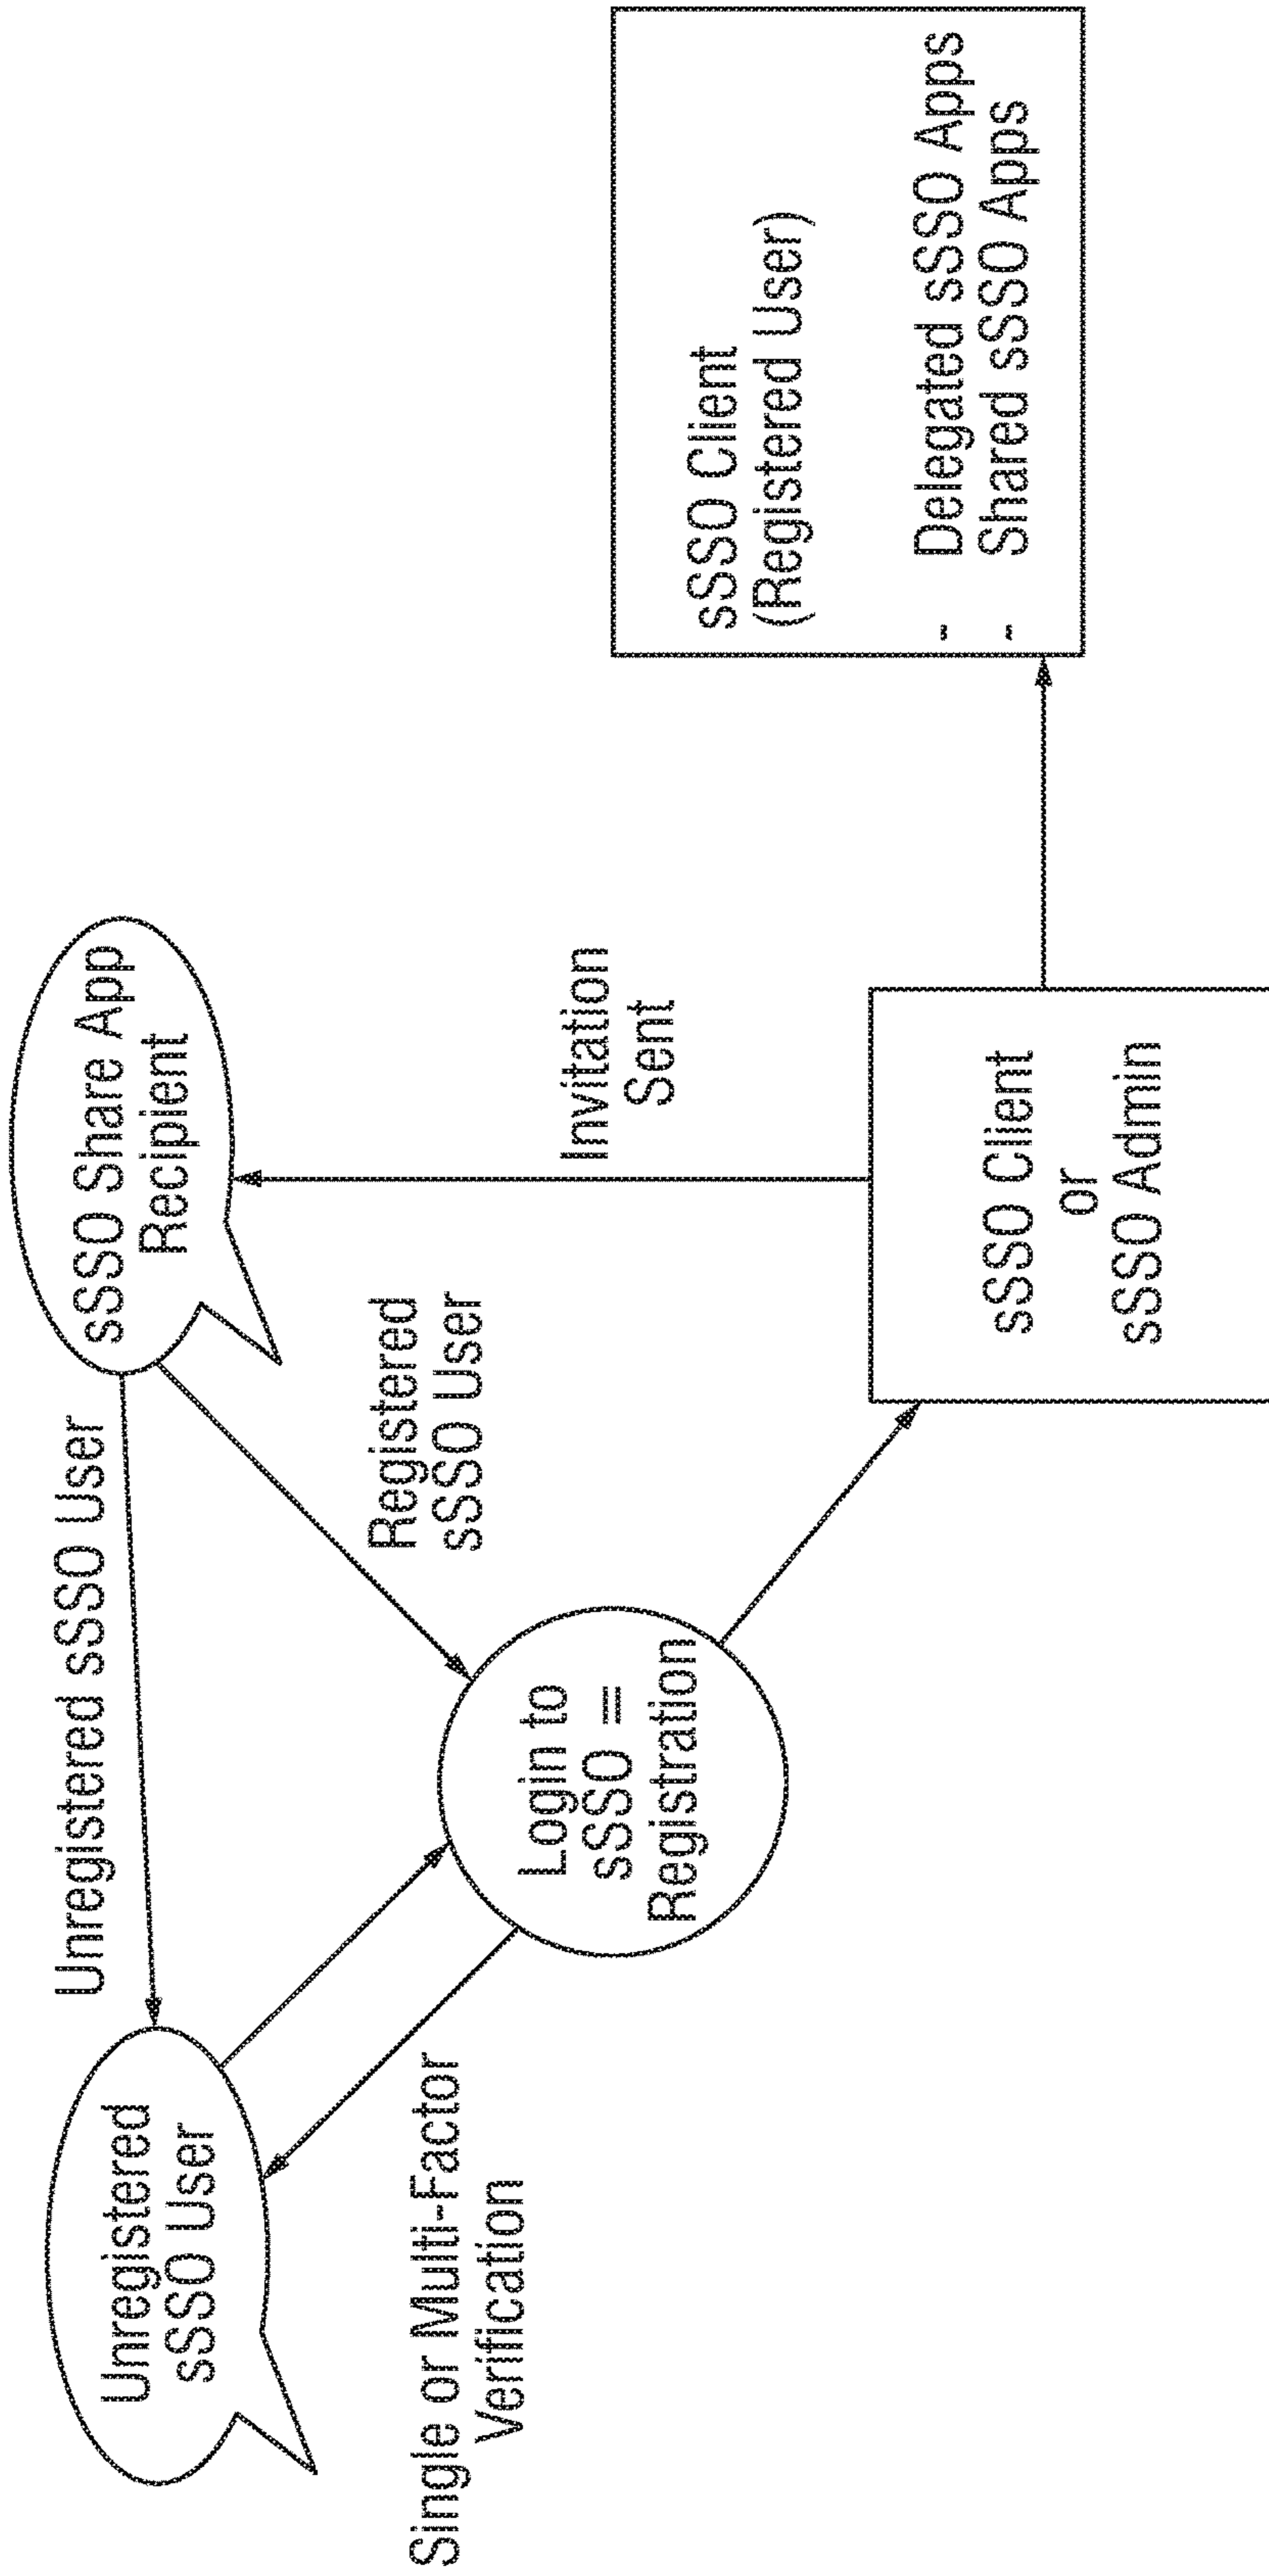 Unregistered
sSSO User
Unregistered sSSO User
sSSO Share App
Recipient
Single or Multi-Factor
Verification
Login to
sSSO =
Registration
Registered
sSSO User
Invitation
Sent
sSSO Client
or
sSSO Admin
sSSO Client
(Registered User)
- Delegated sSSO Apps
- Shared sSSO Apps